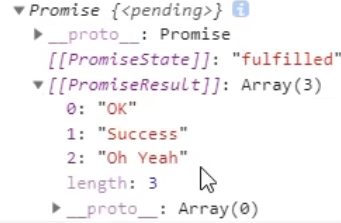 Promise {<pending>} i
__proto__: Promise
[[PromiseState]]: "fulfilled"
[[PromiseResult]]: Array(3)
0: "OK"
1: "Success"
2: "Oh Yeah"
length: 3
__proto__: Array(0)